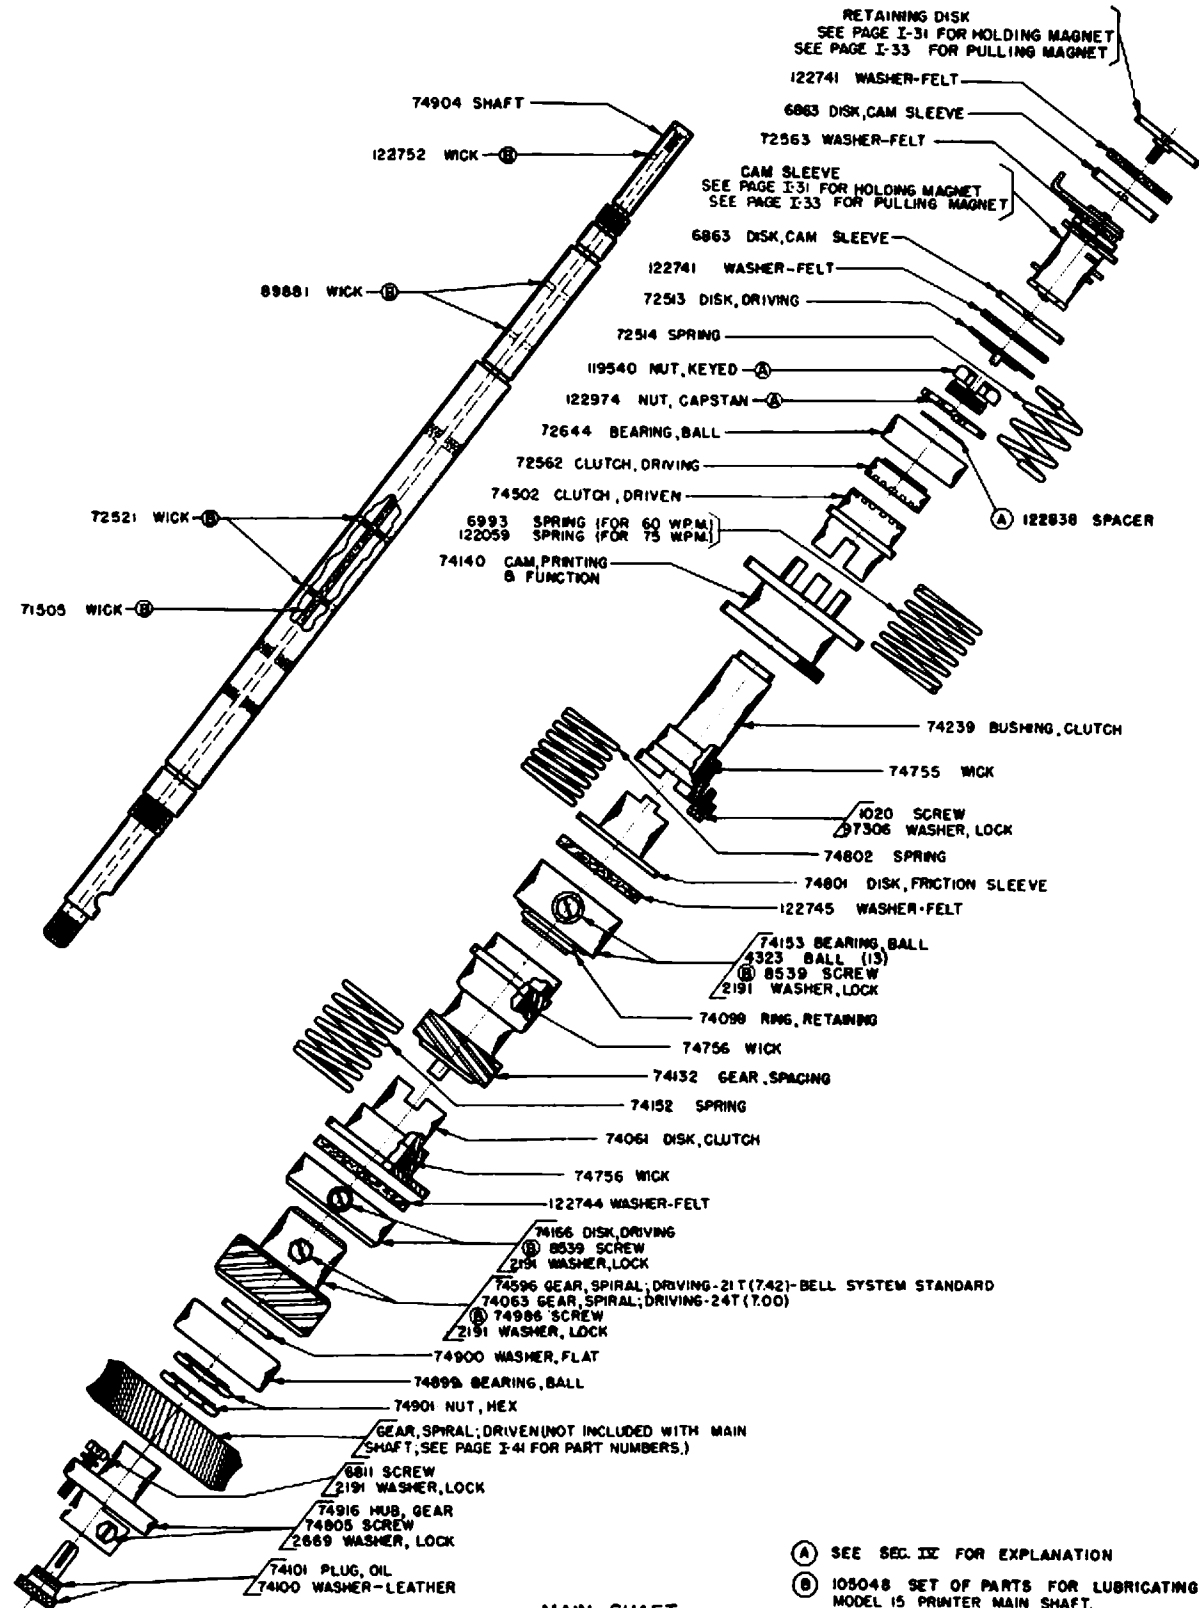 RETAINING DISK
SEE PAGE I-31 FOR HOLDING MAGNET
SEE PAGE I-33 FOR PULLING MAGNET
122741 WASHER-FELT
74904 SHAFT
6863 DISK, CAM SLEEVE
122752 WICK Ⓑ
72563 WASHER-FELT
CAM SLEEVE
SEE PAGE I-31 FOR HOLDING MAGNET
SEE PAGE I-33 FOR PULLING MAGNET
6863 DISK, CAM SLEEVE
122741 WASHER-FELT
89881 WICK Ⓑ
72513 DISK, DRIVING
72514 SPRING
119540 NUT, KEYED Ⓐ
122974 NUT, CAPSTAN Ⓐ
72644 BEARING, BALL
72562 CLUTCH, DRIVING
74502 CLUTCH, DRIVEN
72521 WICK Ⓑ
Ⓐ 122838 SPACER
6993 SPRING (FOR 60 W.P.M.)
122059 SPRING (FOR 75 W.P.M.)
74140 CAM, PRINTING
& FUNCTION
71505 WICK Ⓑ
74239 BUSHING, CLUTCH
74755 WICK
1020 SCREW
97306 WASHER, LOCK
74802 SPRING
74801 DISK, FRICTION SLEEVE
122745 WASHER-FELT
74153 BEARING, BALL
4323 BALL (13)
Ⓑ 8539 SCREW
2191 WASHER, LOCK
74098 RING, RETAINING
74756 WICK
74132 GEAR, SPACING
74152 SPRING
74061 DISK, CLUTCH
74756 WICK
122744 WASHER-FELT
74166 DISK, DRIVING
Ⓑ 8539 SCREW
2191 WASHER, LOCK
74596 GEAR, SPIRAL; DRIVING-21T (7.42)-BELL SYSTEM STANDARD
74063 GEAR, SPIRAL; DRIVING-24T (7.00)
74986 SCREW
2191 WASHER, LOCK
74900 WASHER, FLAT
74899 BEARING, BALL
74901 NUT, HEX
GEAR, SPIRAL; DRIVEN (NOT INCLUDED WITH MAIN
SHAFT; SEE PAGE I-41 FOR PART NUMBERS.)
6811 SCREW
2191 WASHER, LOCK
74916 HUB, GEAR
74805 SCREW
2669 WASHER, LOCK
74101 PLUG, OIL
74100 WASHER-LEATHER
Ⓐ SEE SEC. IV FOR EXPLANATION
Ⓑ 105048 SET OF PARTS FOR LUBRICATING
MODEL 15 PRINTER MAIN SHAFT.
MAIN SHAFT